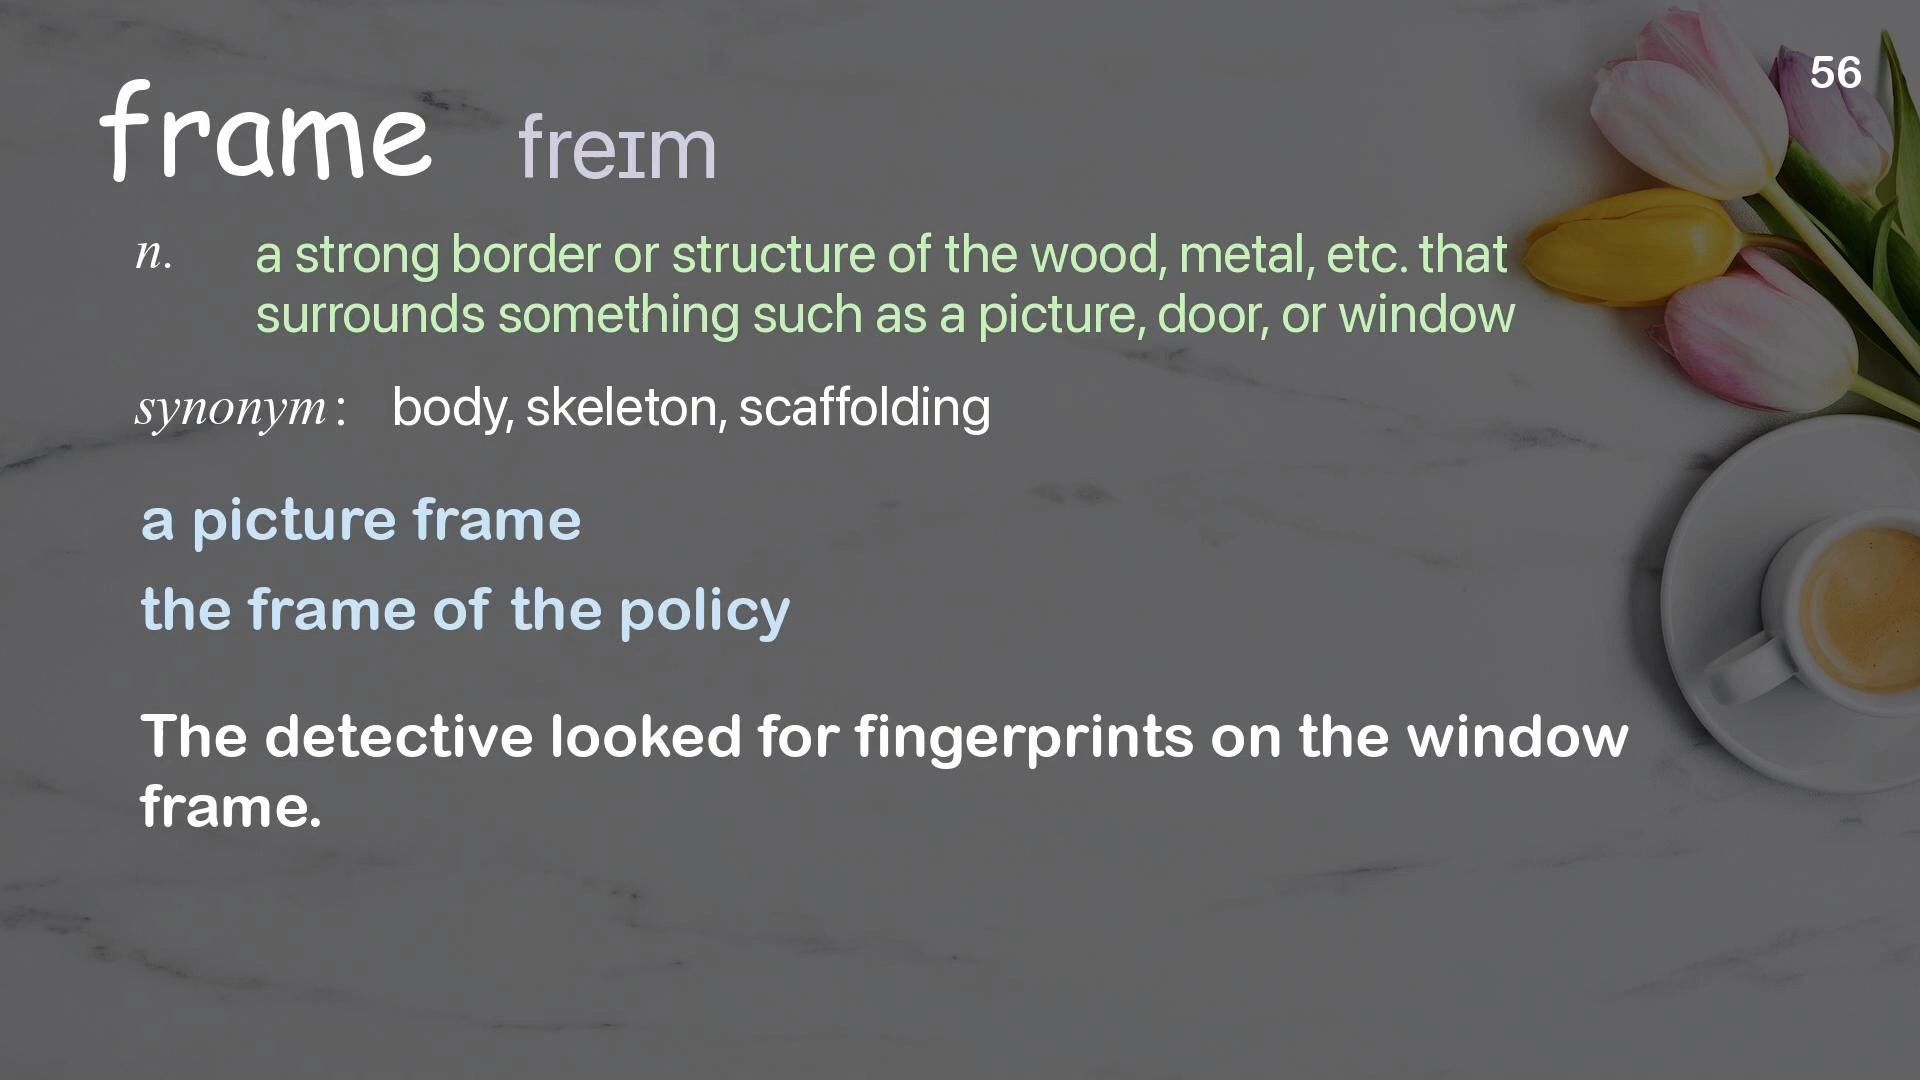 56
frame freɪm
n. a strong border or structure of the wood, metal, etc. that
surrounds something such as a picture, door, or window
synonym: body, skeleton, scaffolding
a picture frame
the frame of the policy
The detective looked for fingerprints on the window
frame.